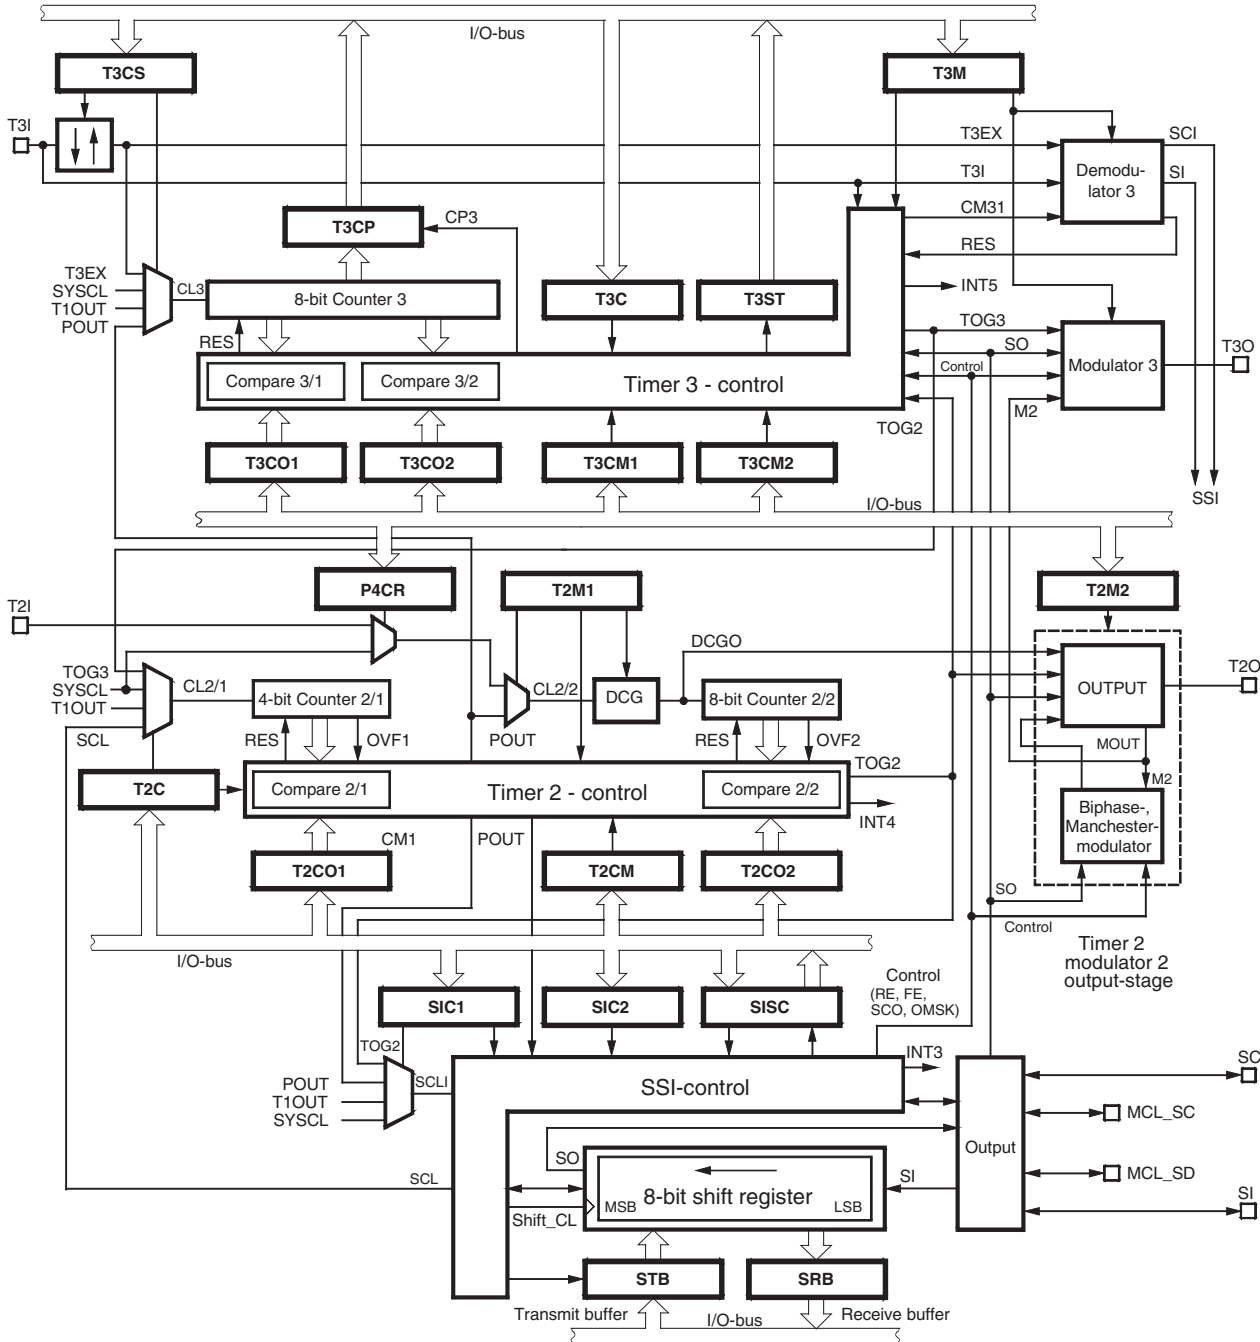 I/O-bus
T3CS
T3M
T3I
T3EX
SCI
T3I
SI
Demodu-
lator 3
CM31
T3CP
CP3
RES
T3EX
SYSCL
T1OUT
POUT
CL3
8-bit Counter 3
T3C
T3ST
INT5
TOG3
RES
SO
T3O
Compare 3/1
Compare 3/2
Timer 3 - control
Control
Modulator 3
M2
TOG2
T3CO1
T3CO2
T3CM1
T3CM2
SSI
I/O-bus
P4CR
T2M1
T2M2
T2I
DCGO
TOG3
SYSCL
T1OUT
SCL
CL2/1
4-bit Counter 2/1
CL2/2
DCG
8-bit Counter 2/2
OUTPUT
T2O
POUT
RES
OVF1
RES
OVF2
MOUT
TOG2
M2
T2C
Compare 2/1
Timer 2 - control
Compare 2/2
INT4
Biphase-,
Manchester-
modulator
CM1
POUT
T2CO1
T2CM
T2CO2
SO
Control
I/O-bus
Timer 2
modulator 2
output-stage
Control
(RE, FE,
SCO, OMSK)
SIC1
SIC2
SISC
TOG2
INT3
POUT
T1OUT
SYSCL
SCLI
SSI-control
SC
MCL_SC
Output
SO
SI
MCL_SD
SCL
8-bit shift register
MSB
LSB
SI
Shift_CL
STB
SRB
Transmit buffer
I/O-bus
Receive buffer